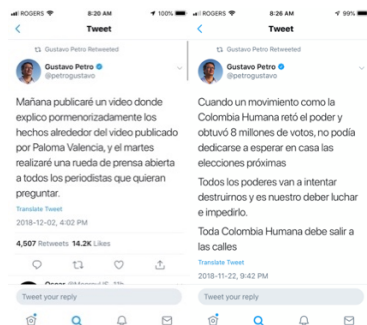 ROGERS 8:20 AM 100%
Tweet
Gustavo Petro Retweeted
Gustavo Petro
@petrogustavo
Mañana publicaré un video donde
explico pormenorizadamente los
hechos alrededor del video publicado
por Paloma Valencia, y el martes
realizaré una rueda de prensa abierta
a todos los periodistas que quieran
preguntar.
Translate Tweet
2018-12-02, 4:02 PM
4,507 Retweets 14.2K Likes
Tweet your reply
ROGERS 8:26 AM 99%
Tweet
Gustavo Petro Retweeted
Gustavo Petro
@petrogustavo
Cuando un movimiento como la
Colombia Humana retó el poder y
obtuvó 8 millones de votos, no podía
dedicarse a esperar en casa las
elecciones próximas
Todos los poderes van a intentar
destruirnos y es nuestro deber luchar
e impedirlo.
Toda Colombia Humana debe salir a
las calles
Translate Tweet
2018-11-22, 9:42 PM
Tweet your reply